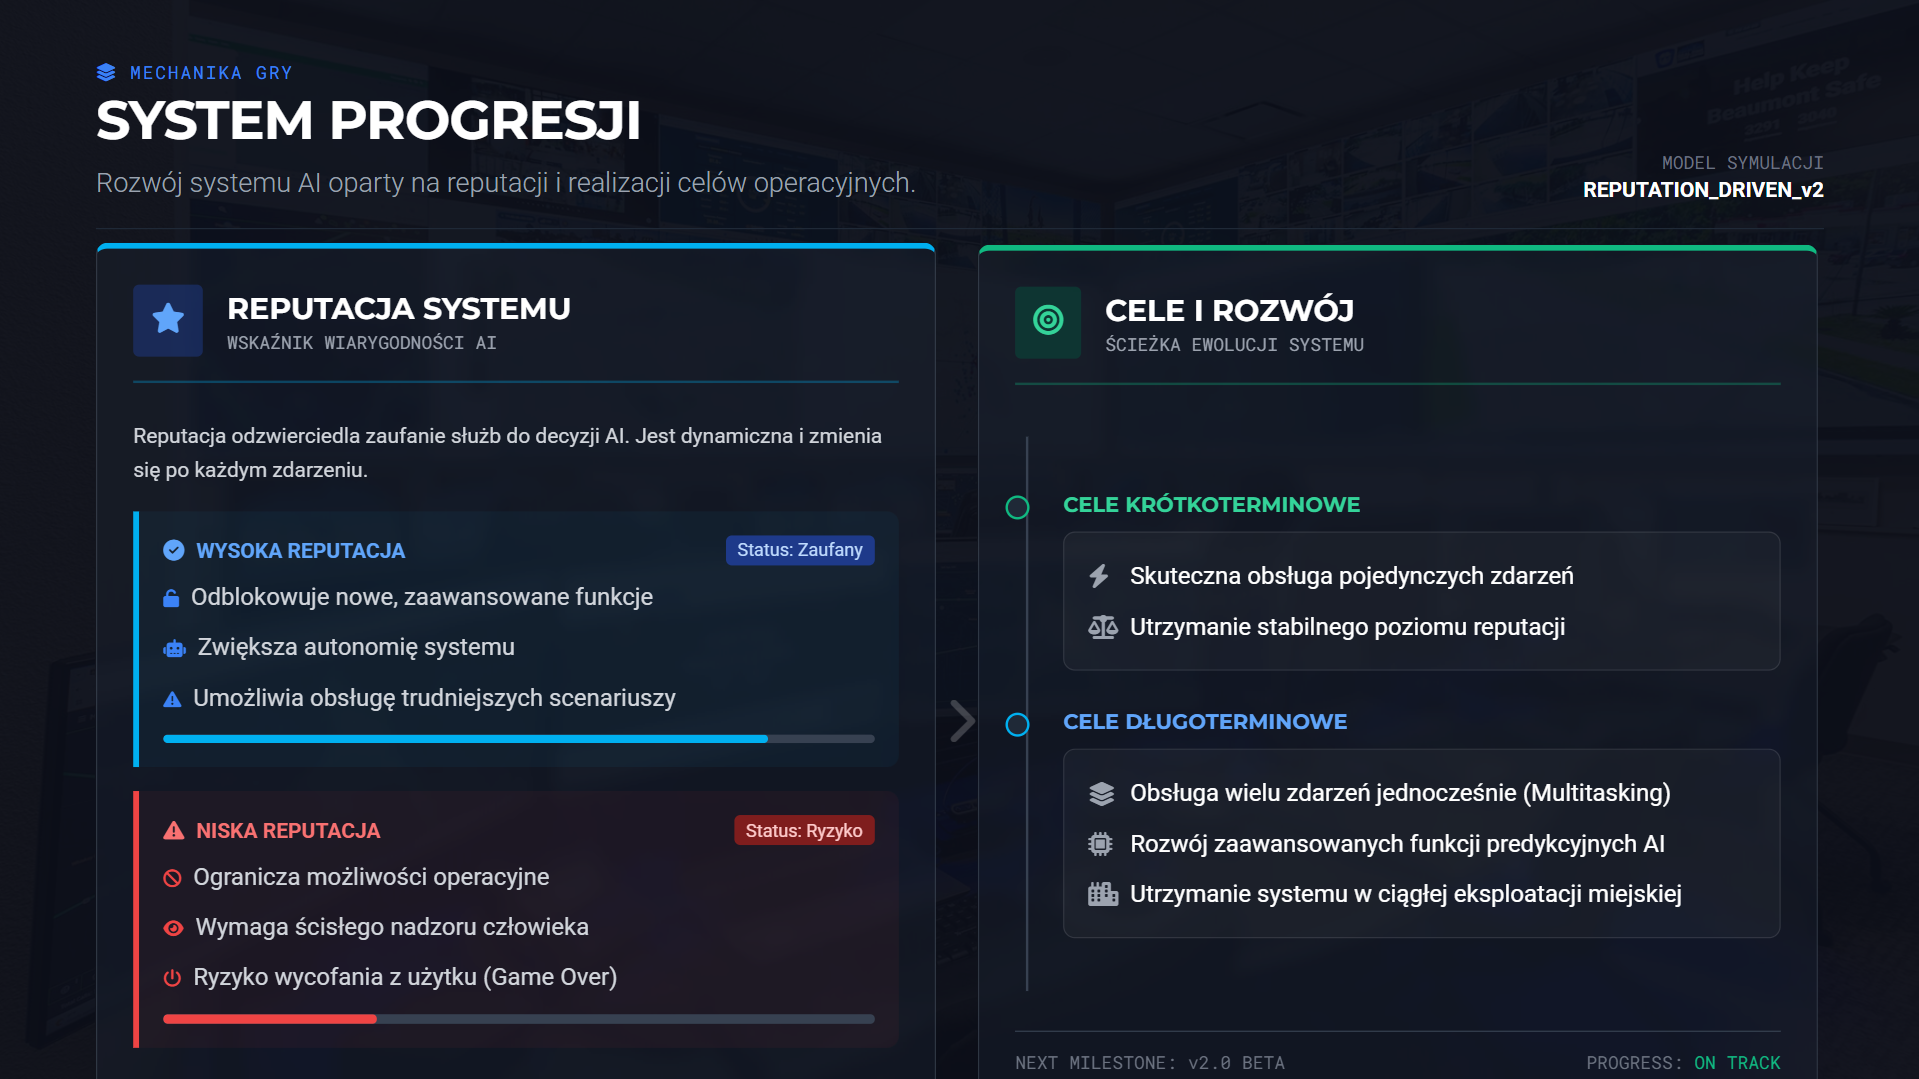 MECHANIKA GRY
SYSTEM PROGRESJI
Rozwój systemu AI oparty na reputacji i realizacji celów operacyjnych.
MODEL SYMULACJI
REPUTATION_DRIVEN_v2
Help Keep
Beaumont Safe
REPUTACJA SYSTEMU
WSKAŹNIK WIARYGODNOŚCI AI
Reputacja odzwierciedla zaufanie służb do decyzji AI. Jest dynamiczna i zmienia
się po każdym zdarzeniu.
WYSOKA REPUTACJA
Status: Zaufany
Odblokowuje nowe, zaawansowane funkcje
Zwiększa autonomię systemu
Umożliwia obsługę trudniejszych scenariuszy
NISKA REPUTACJA
Status: Ryzyko
Ogranicza możliwości operacyjne
Wymaga ścisłego nadzoru człowieka
Ryzyko wycofania z użytku (Game Over)
CELE I ROZWÓJ
ŚCIEŻKA EWOLUCJI SYSTEMU
CELE KRÓTKOTERMINOWE
Skuteczna obsługa pojedynczych zdarzeń
Utrzymanie stabilnego poziomu reputacji
CELE DŁUGOTERMINOWE
Obsługa wielu zdarzeń jednocześnie (Multitasking)
Rozwój zaawansowanych funkcji predykcyjnych AI
Utrzymanie systemu w ciągłej eksploatacji miejskiej
NEXT MILESTONE: v2.0 BETA
PROGRESS: ON TRACK